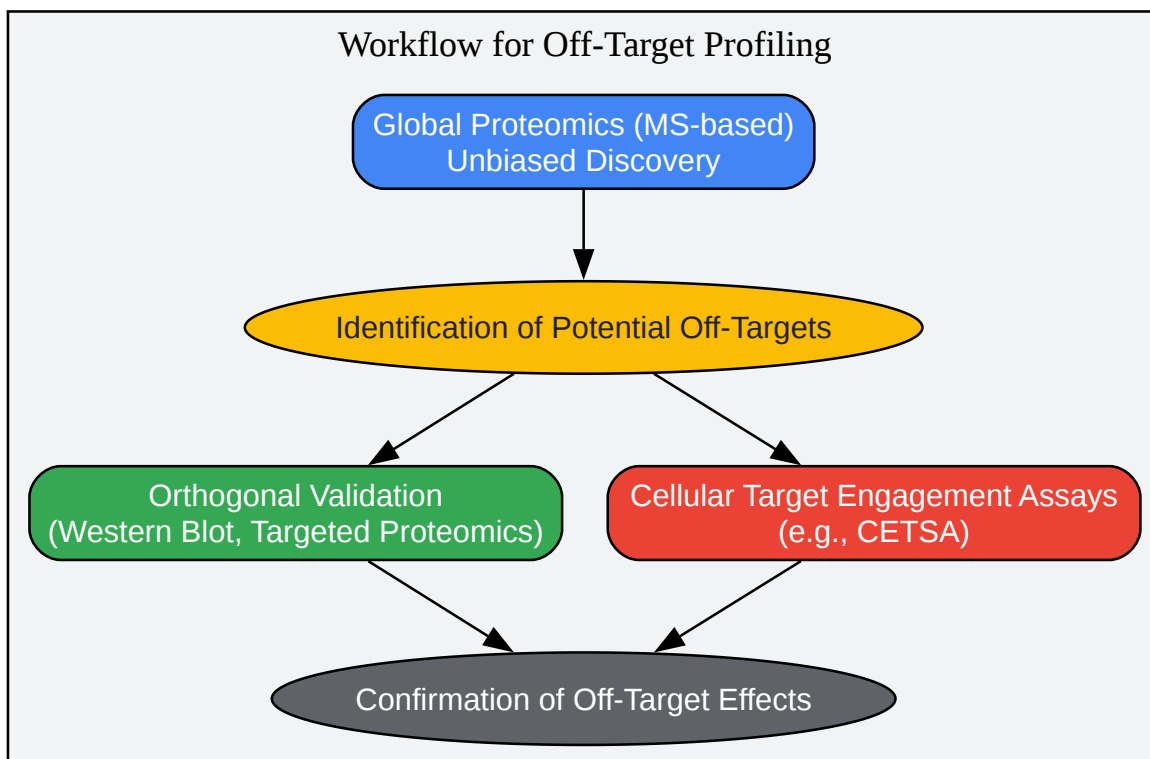 Workflow for Off-Target Profiling
Global Proteomics (MS-based)
Unbiased Discovery
Identification of Potential Off-Targets
Orthogonal Validation
(Western Blot, Targeted Proteomics)
Cellular Target Engagement Assays
(e.g., CETSA)
Confirmation of Off-Target Effects